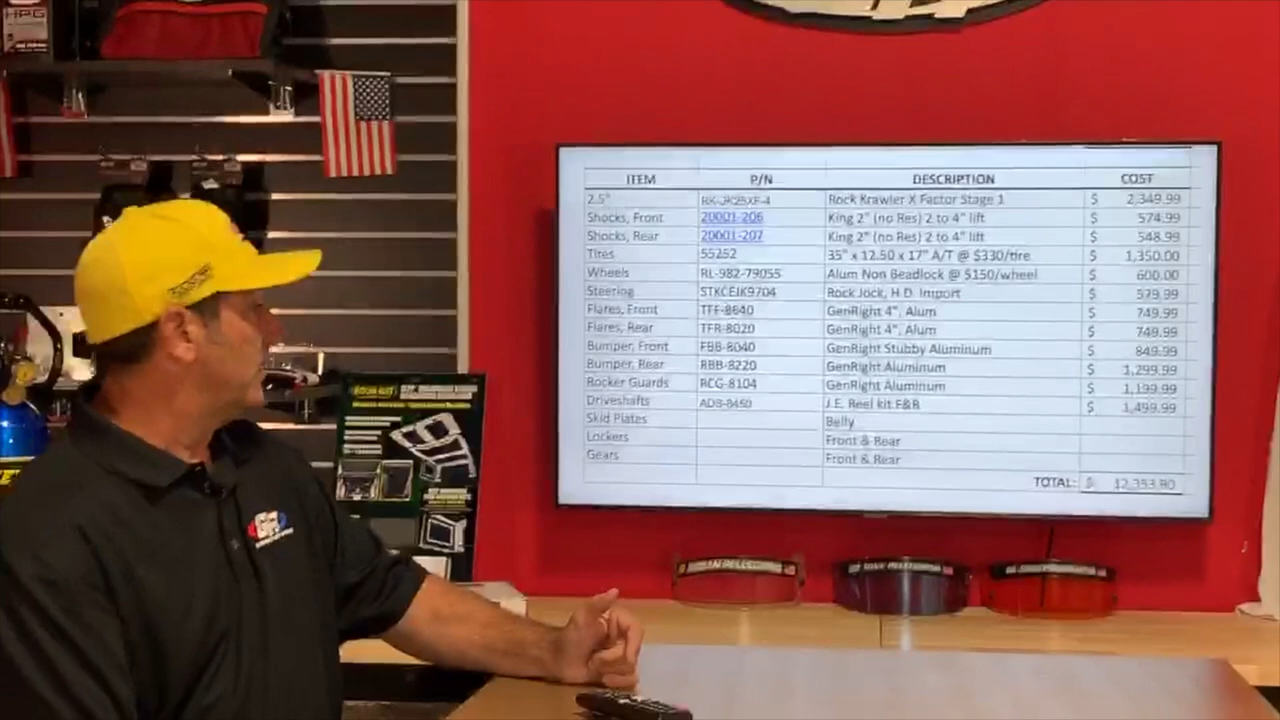 HPG
ITEM P/N DESCRIPTION COST
2.5" RK-JK25XF-4 Rock Krawler X Factor Stage 1 $ 2,349.99
Shocks, Front 20001-206 King 2" (no Res) 2 to 4" lift $ 574.99
Shocks, Rear 20001-207 King 2" (no Res) 2 to 4" lift $ 548.99
Tires 55252 35" x 12.50 x 17" A/T @ $330/tire $ 1,350.00
Wheels RL-982-79055 Alum Non Beadlock @ $150/wheel $ 600.00
Steering STKCEJK9704 Rock Jock, H.D. Import $ 579.99
Flares, Front TFF-8640 GenRight 4", Alum $ 749.99
Flares, Rear TFR-8020 GenRight 4", Alum $ 749.99
Bumper, Front FBB-8040 GenRight Stubby Aluminum $ 849.99
Bumper, Rear RBB-8220 GenRight Aluminum $ 1,299.99
Rocker Guards RCG-8104 GenRight Aluminum $ 1,199.99
Driveshafts ADB-8450 J.E. Reel kit F&R $ 1,499.99
Skid Plates Belly
Lockers Front & Rear
Gears Front & Rear
TOTAL: $ 12,353.90